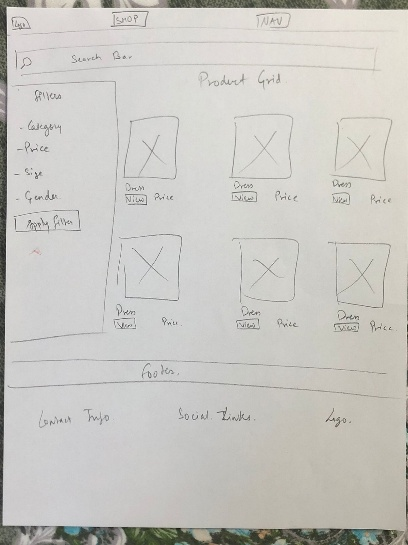 Logo SHOP NAV
Search Bar
Product Grid
Filters
- Category
- Price
- Size
- Gender
Apply Filter
Dress Dress Dress
View Price View Price View Price
Dress Dress Dress
View Price View Price View Price
Footer.
Contact Info Social Links. Logo.